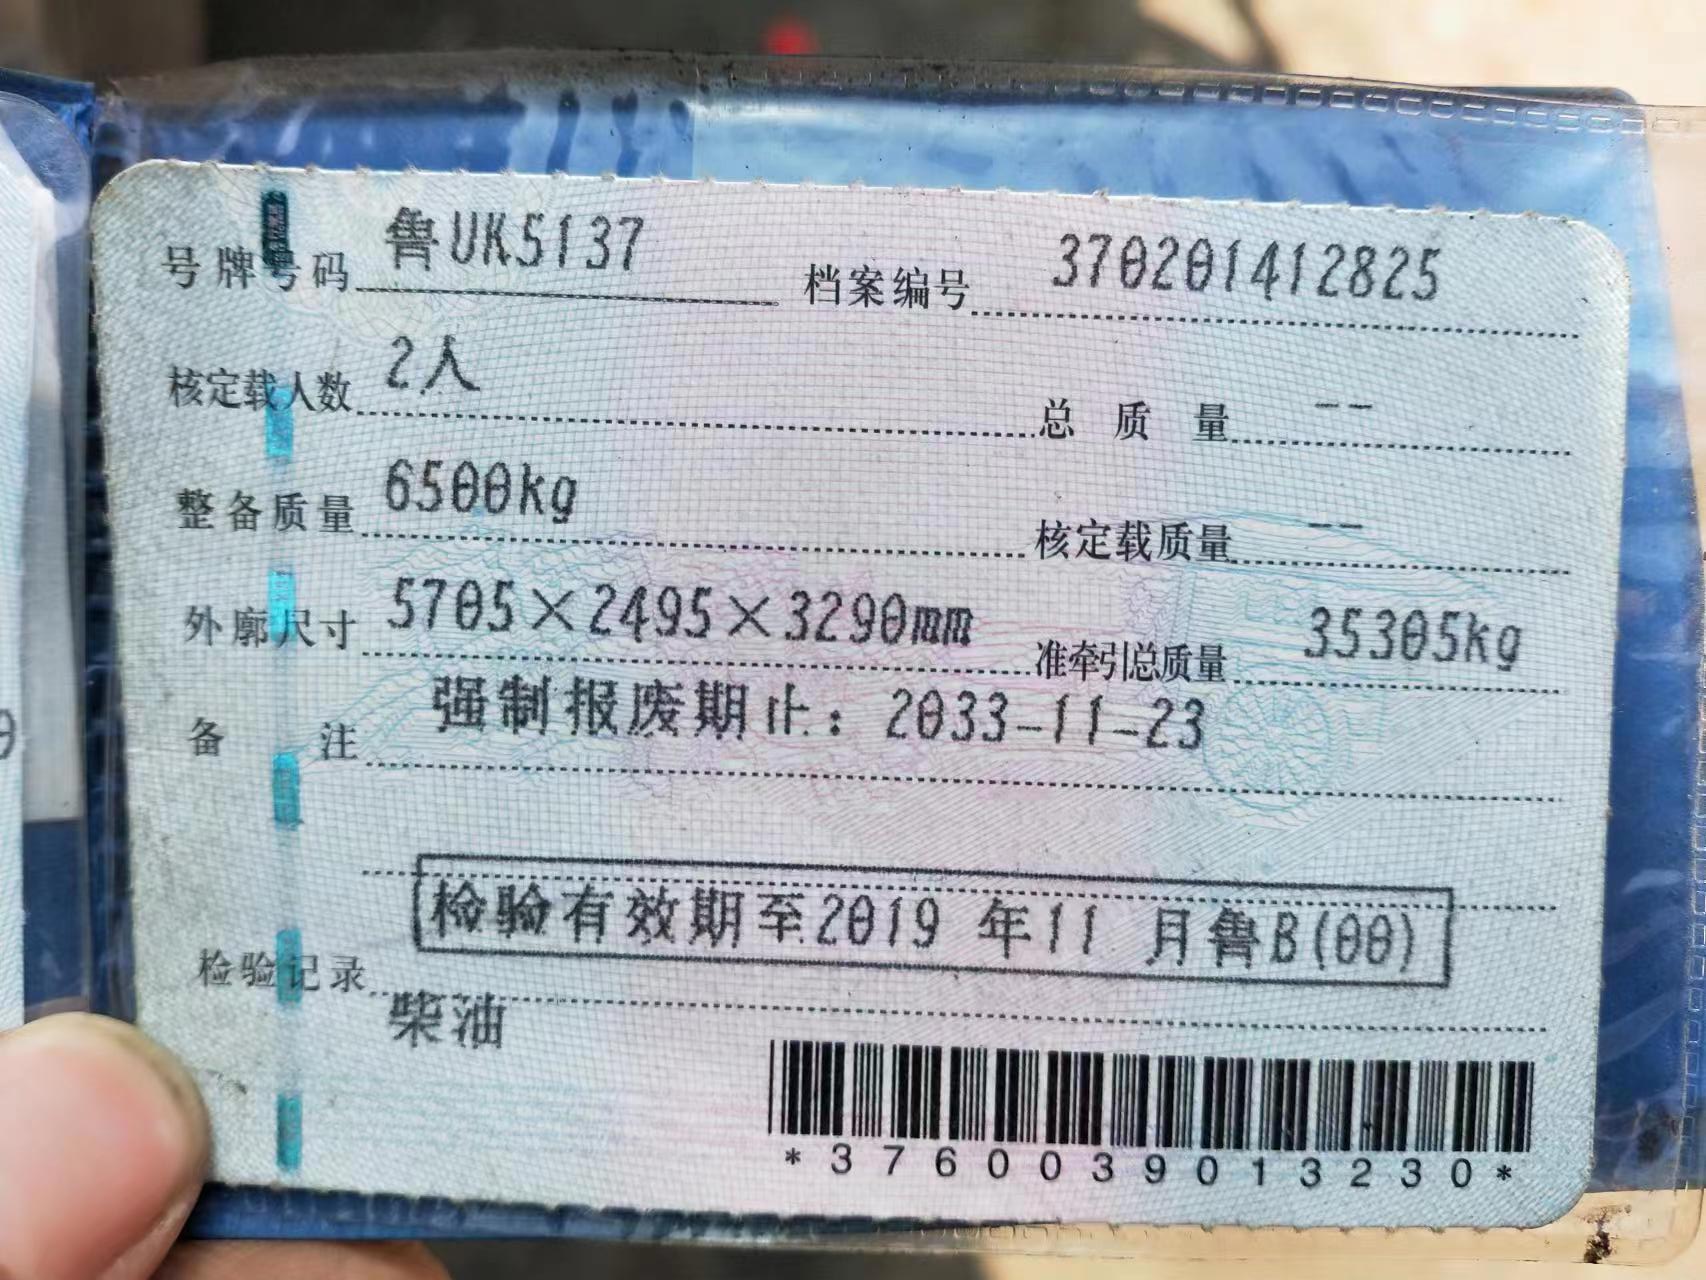 号牌号码 鲁UK5137 档案编号 370201412825
核定载人数 2人 总质量 --
整备质量 6500kg 核定载质量 --
外廓尺寸 5705×2495×3290mm 准牵引总质量 35305kg
备注 强制报废期止:2033-11-23
检验有效期至2019 年11 月鲁B(00)
检验记录
柴油
*3760039013230*